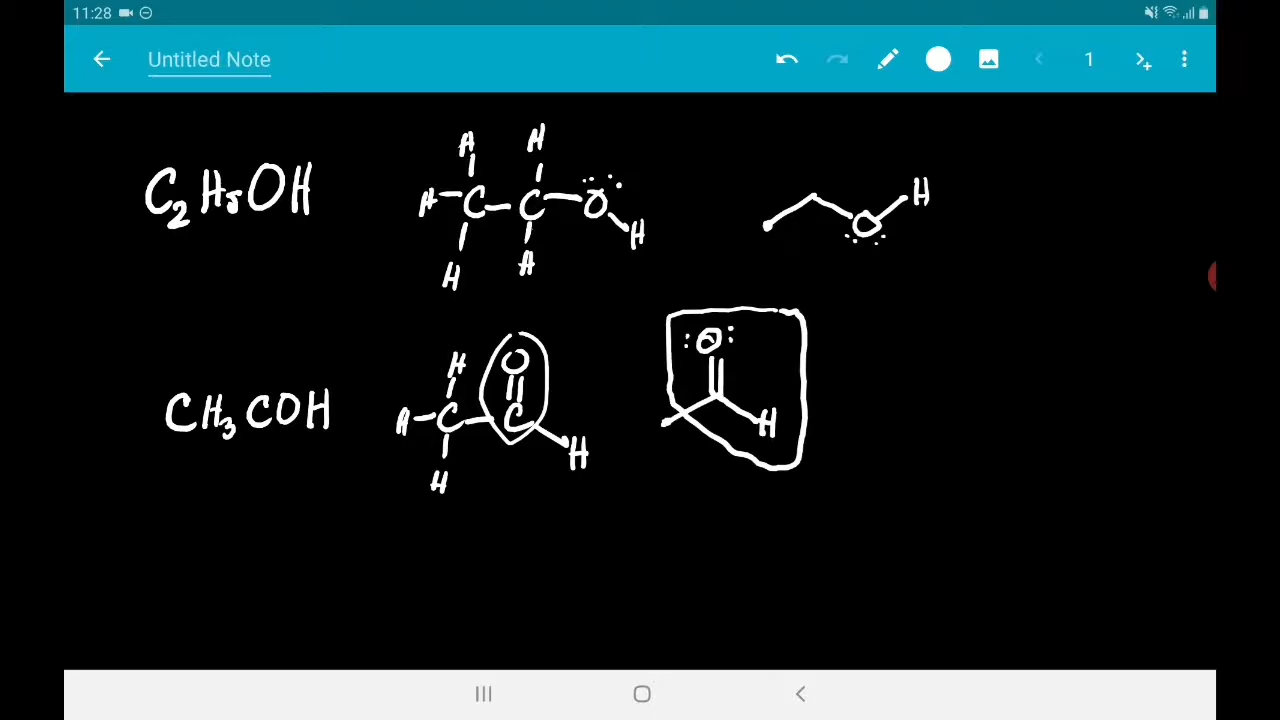 11:28
Untitled Note
1
C₂H₅OH
H H
H C C O
H H H
O H
CH₃COH
H O
H C C H
H
O
H